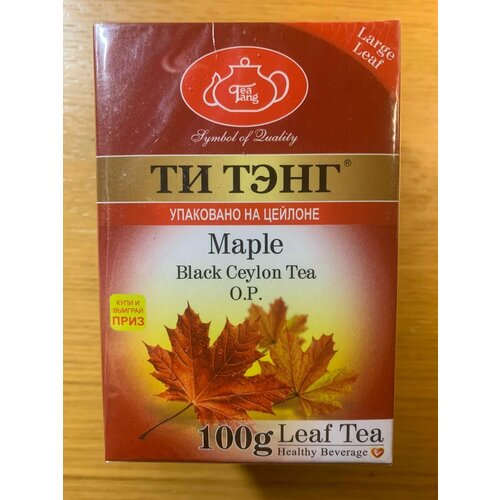 Large
Leaf
Tea
Tang
Symbol of Quality
ТИ ТЭНГ®
УПАКОВАНО НА ЦЕЙЛОНЕ
Maple
Black Ceylon Tea
O.P.
КУПИ И
ВЫИГРАЙ
ПРИЗ
100g Leaf Tea
Healthy Beverage